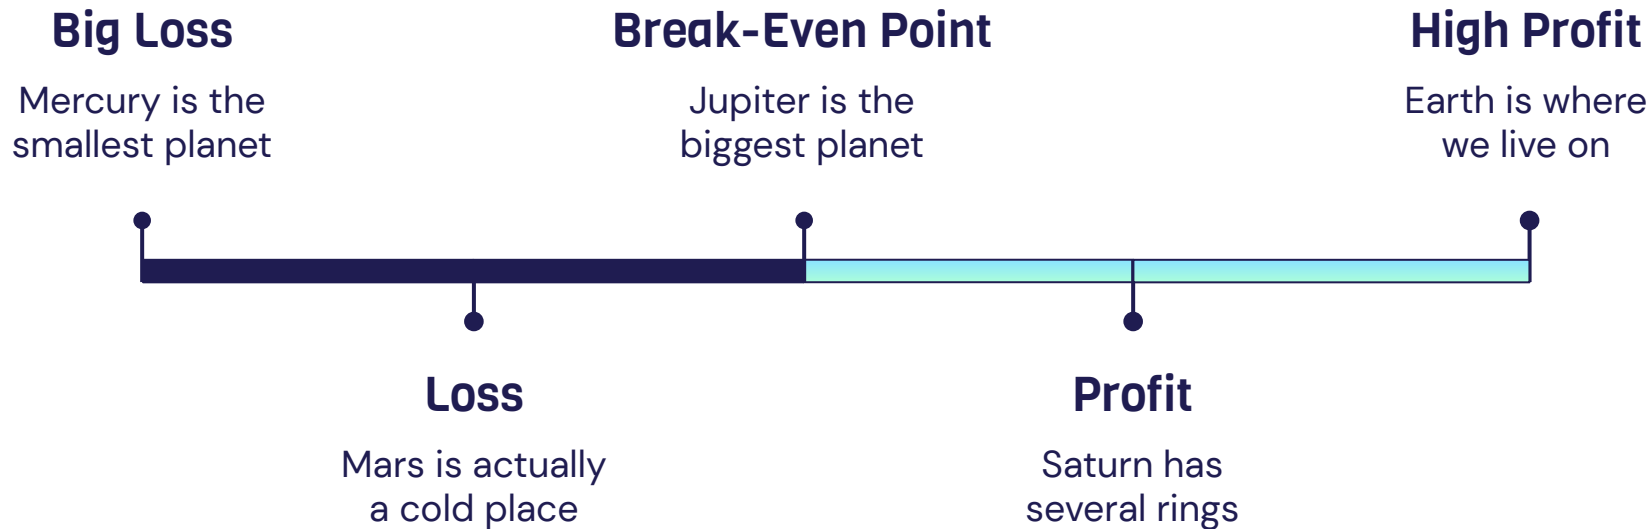 Big Loss
Mercury is the
smallest planet
Break-Even Point
Jupiter is the
biggest planet
High Profit
Earth is where
we live on
Loss
Mars is actually
a cold place
Profit
Saturn has
several rings